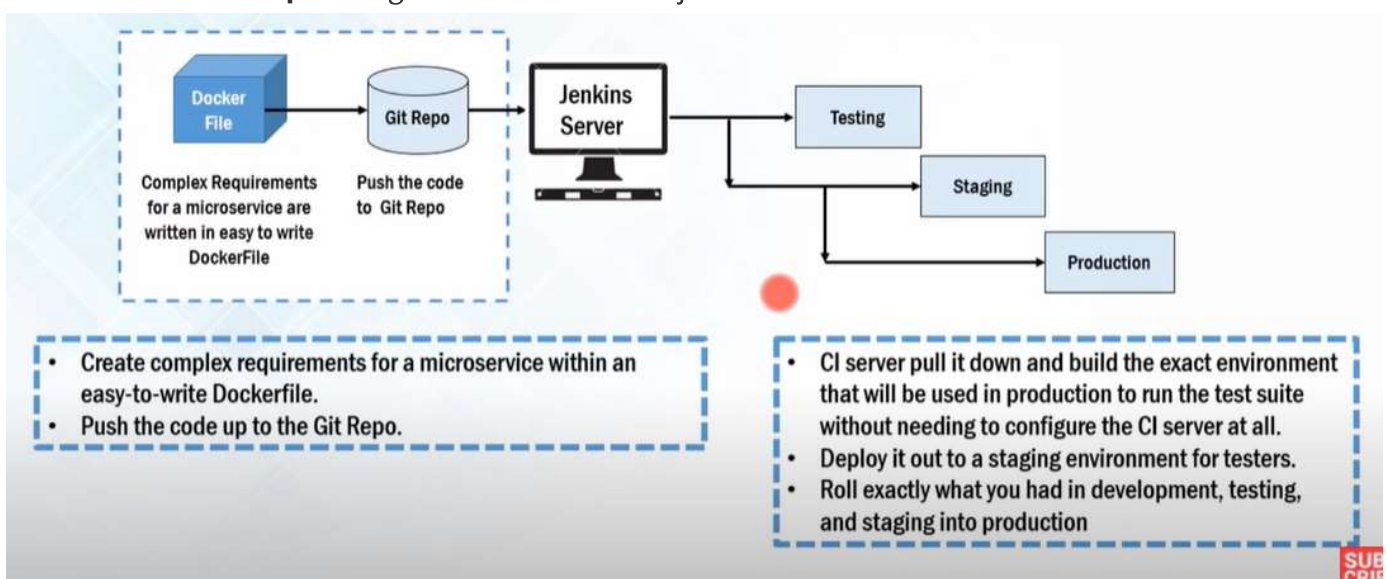 Docker
File
Git Repo
Jenkins
Server
Testing
Staging
Production
Complex Requirements
for a microservice are
written in easy to write
DockerFile
Push the code
to Git Repo
• Create complex requirements for a microservice within an
easy-to-write Dockerfile.
• Push the code up to the Git Repo.
• CI server pull it down and build the exact environment
that will be used in production to run the test suite
without needing to configure the CI server at all.
• Deploy it out to a staging environment for testers.
• Roll exactly what you had in development, testing,
and staging into production
SUB